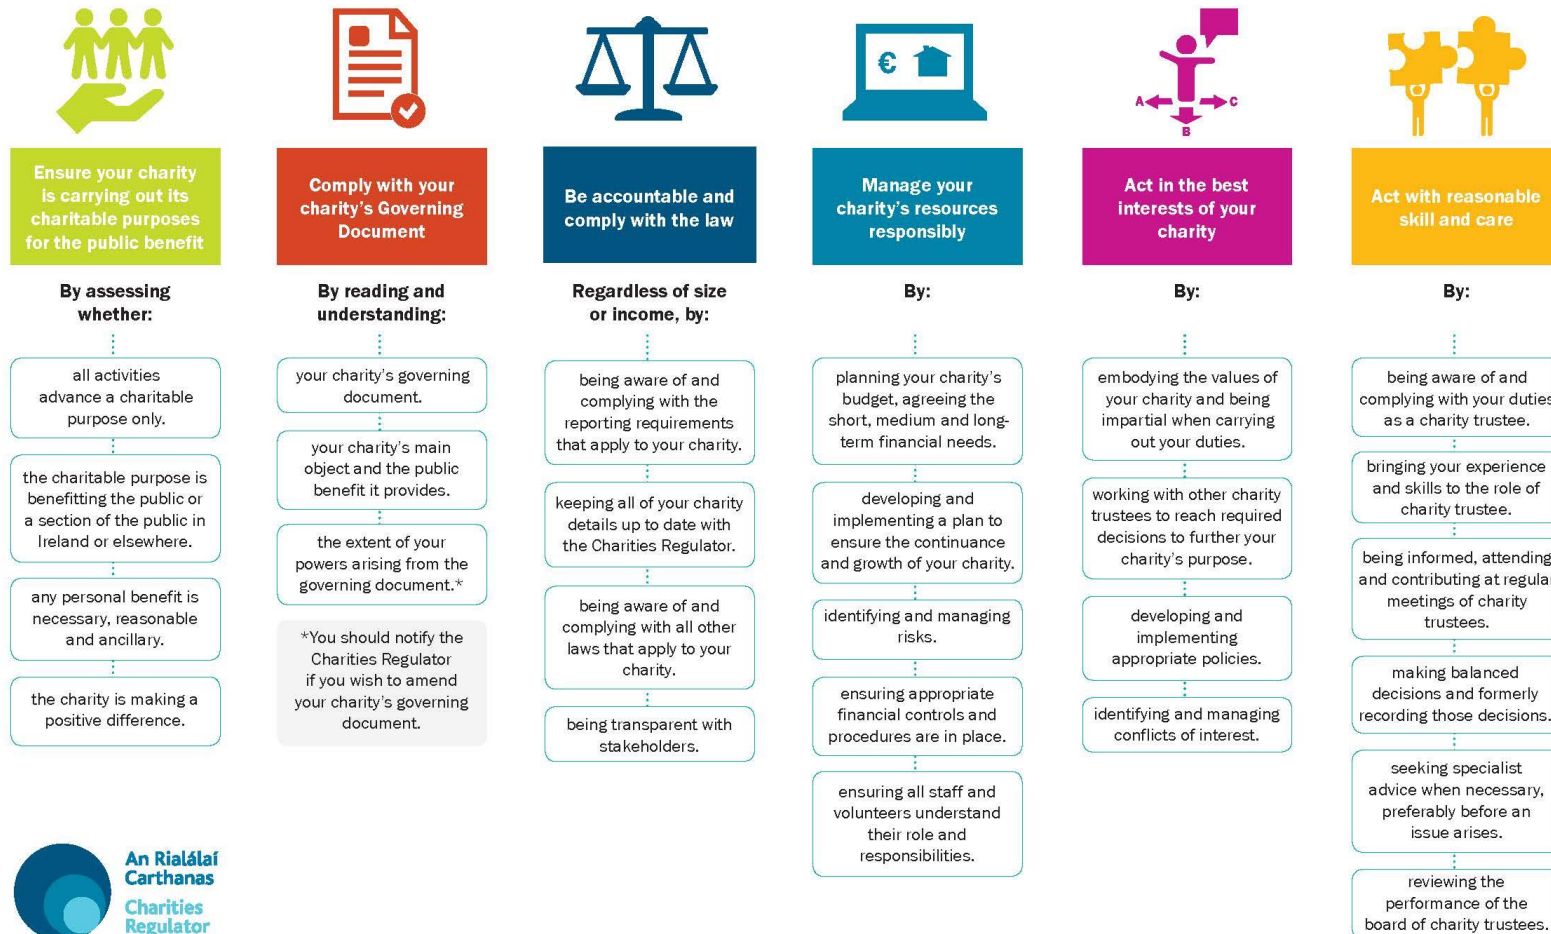 €
A
C
B
Ensure your charity
is carrying out its
charitable purposes
for the public benefit
By assessing
whether:
all activities
advance a charitable
purpose only.
the charitable purpose is
benefitting the public or
a section of the public in
Ireland or elsewhere.
any personal benefit is
necessary, reasonable
and ancillary.
the charity is making a
positive difference.
Comply with your
charity's Governing
Document
By reading and
understanding:
your charity's governing
document.
your charity's main
object and the public
benefit it provides.
the extent of your
powers arising from the
governing document.*
*You should notify the
Charities Regulator
if you wish to amend
your charity's governing
document.
Be accountable and
comply with the law
Regardless of size
or income, by:
being aware of and
complying with the
reporting requirements
that apply to your charity.
keeping all of your charity
details up to date with
the Charities Regulator.
being aware of and
complying with all other
laws that apply to your
charity.
being transparent with
stakeholders.
Manage your
charity's resources
responsibly
By:
planning your charity's
budget, agreeing the
short, medium and long-
term financial needs.
developing and
implementing a plan to
ensure the continuance
and growth of your charity.
identifying and managing
risks.
ensuring appropriate
financial controls and
procedures are in place.
ensuring all staff and
volunteers understand
their role and
responsibilities.
Act in the best
interests of your
charity
By:
embodying the values of
your charity and being
impartial when carrying
out your duties.
working with other charity
trustees to reach required
decisions to further your
charity's purpose.
developing and
implementing
appropriate policies.
identifying and managing
conflicts of interest.
Act with reasonable
skill and care
By:
being aware of and
complying with your duties
as a charity trustee.
bringing your experience
and skills to the role of
charity trustee.
being informed, attending
and contributing at regular
meetings of charity
trustees.
making balanced
decisions and formerly
recording those decisions.
seeking specialist
advice when necessary,
preferably before an
issue arises.
reviewing the
performance of the
board of charity trustees.
An Rialálaí
Carthanas
Charities
Regulator